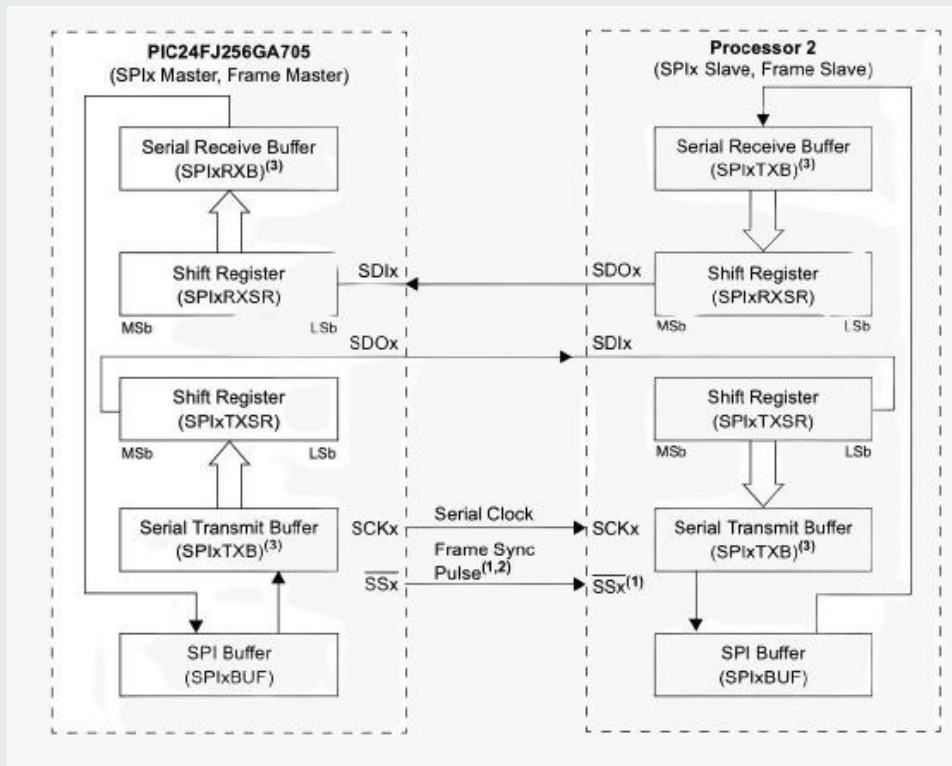 PIC24FJ256GA705
(SPIx Master, Frame Master)
Serial Receive Buffer
(SPIxRXB)(3)
Shift Register
(SPIxRXSR)
MSb
LSb
SDIx
SDOx
Shift Register
(SPIxTXSR)
MSb
LSb
Serial Transmit Buffer
(SPIxTXB)(3)
SCKx
SSx
SPI Buffer
(SPIxBUF)
Serial Clock
Frame Sync
Pulse(1,2)
Processor 2
(SPIx Slave, Frame Slave)
Serial Receive Buffer
(SPIxTXB)(3)
SDOx
Shift Register
(SPIxRXSR)
MSb
LSb
SDIx
Shift Register
(SPIxTXSR)
MSb
LSb
SCKx
Serial Transmit Buffer
(SPIxTXB)(3)
SSx(1)
SPI Buffer
(SPIxBUF)